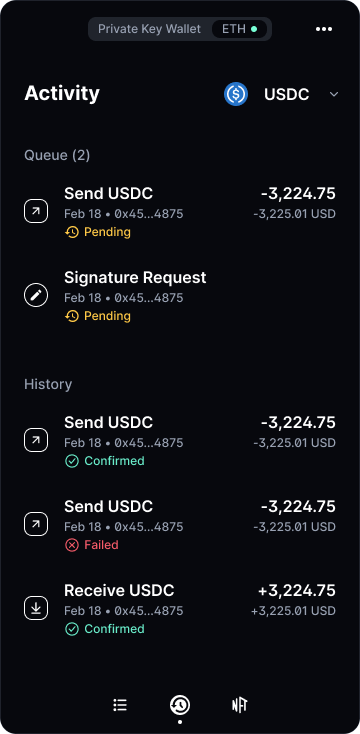 Private Key Wallet ETH
Activity
USDC
Queue (2)
Send USDC
-3,224.75
Feb 18 • 0x45...4875
-3,225.01 USD
Pending
Signature Request
Feb 18 • 0x45...4875
Pending
History
Send USDC
-3,224.75
Feb 18 • 0x45...4875
-3,225.01 USD
Confirmed
Send USDC
-3,224.75
Feb 18 • 0x45...4875
-3,225.01 USD
Failed
Receive USDC
+3,224.75
Feb 18 • 0x45...4875
+3,225.01 USD
Confirmed
NFT